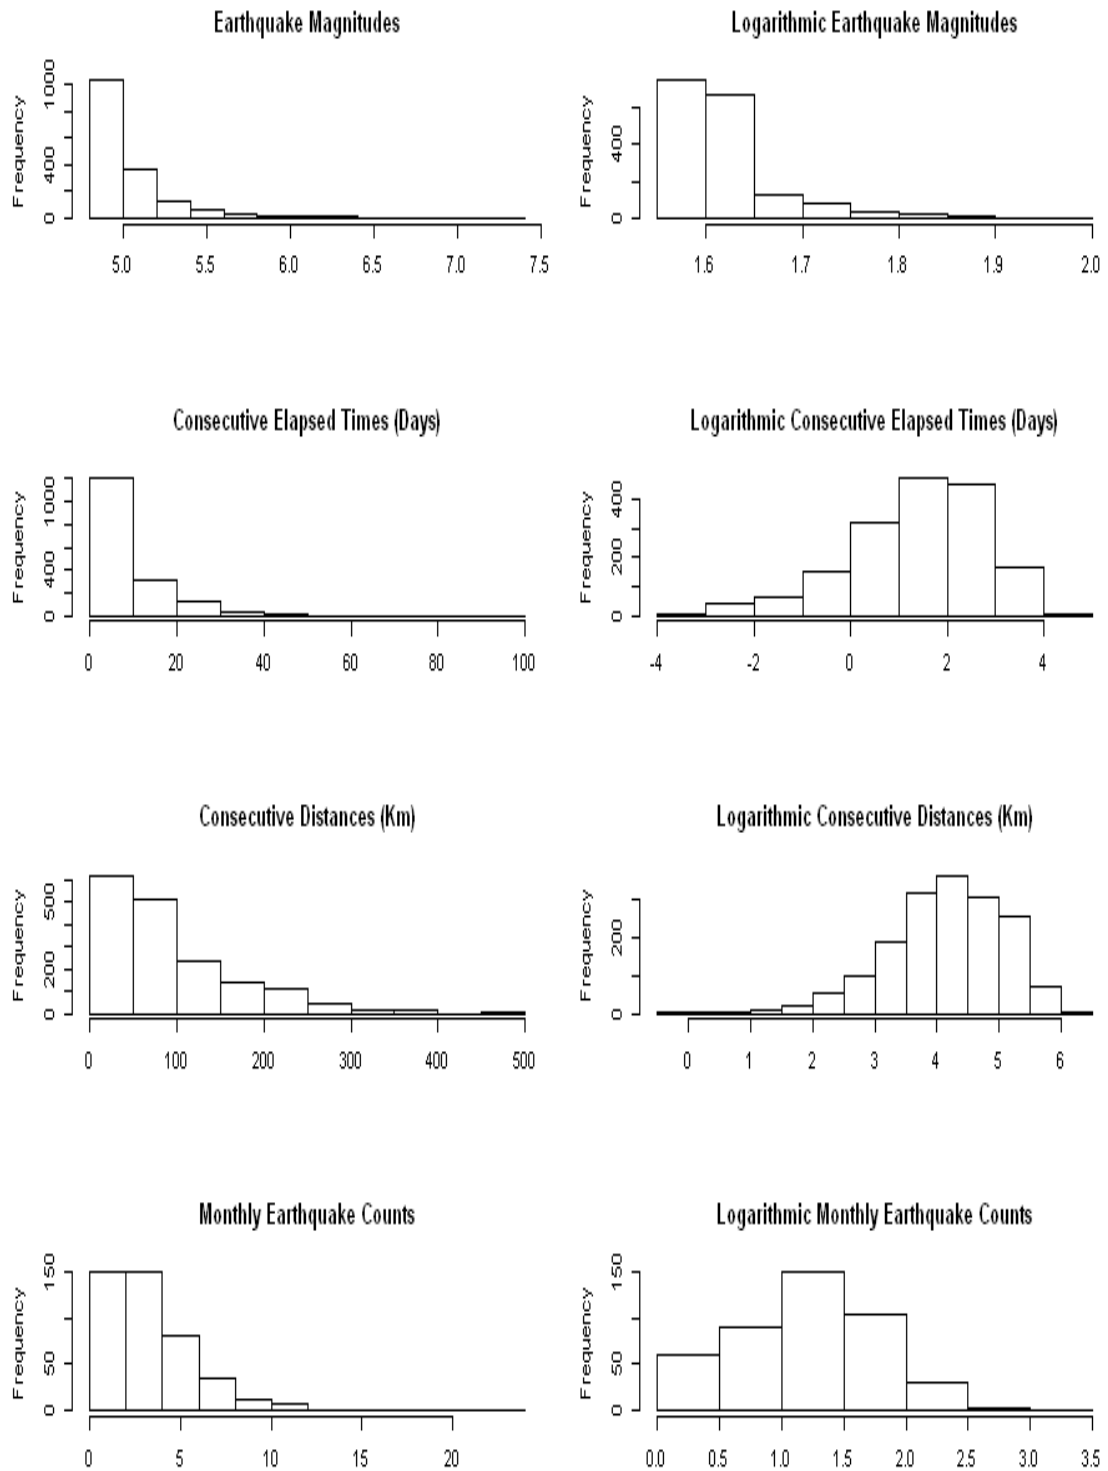 Earthquake Magnitudes
Frequency
0 400 1000
5.0 5.5 6.0 6.5 7.0 7.5
Logarithmic Earthquake Magnitudes
Frequency
0 400
1.6 1.7 1.8 1.9 2.0
Consecutive Elapsed Times (Days)
Frequency
0 400 1000
0 20 40 60 80 100
Logarithmic Consecutive Elapsed Times (Days)
Frequency
0 200 400
-4 -2 0 2 4
Consecutive Distances (Km)
Frequency
0 200 500
0 100 200 300 400 500
Logarithmic Consecutive Distances (Km)
Frequency
0 200
0 1 2 3 4 5 6
Monthly Earthquake Counts
Frequency
0 50 150
0 5 10 15 20
Logarithmic Monthly Earthquake Counts
Frequency
0 50 150
0.0 0.5 1.0 1.5 2.0 2.5 3.0 3.5